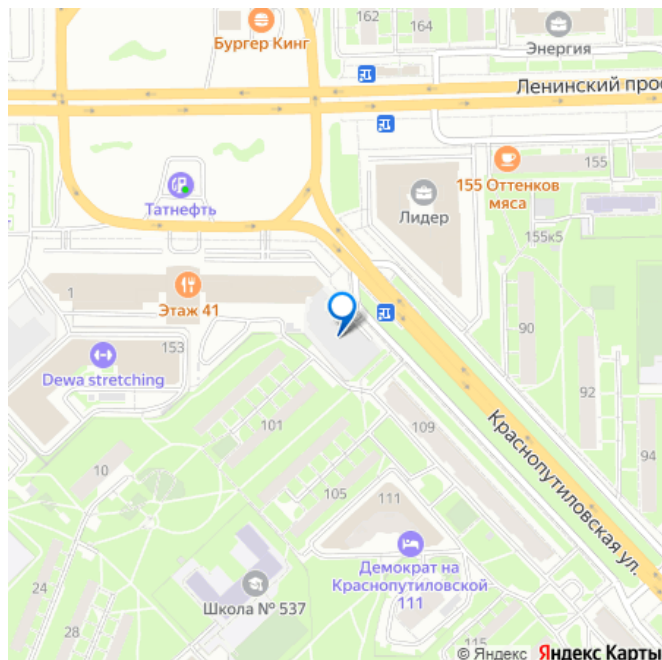 162
164
Бургер Кинг
Энергия
Ленинский прос
155 Оттенков
мяса
155
Татнефть
Лидер
155к5
1
Этаж 41
90
153
Dewa stretching
92
101
109
Краснопутиловская ул.
94
10
105
111
Демократ на
Краснопутиловской
111
24
Школа № 537
28
115
© Яндекс Яндекс Карты